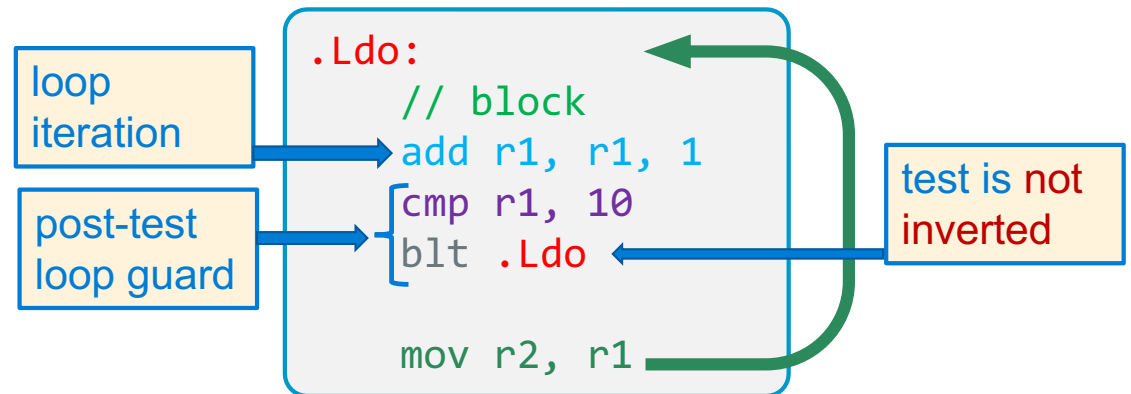 .Ldo:
// block
add r1, r1, 1
cmp r1, 10
blt .Ldo
mov r2, r1
loop
iteration
post-test
loop guard
test is not
inverted